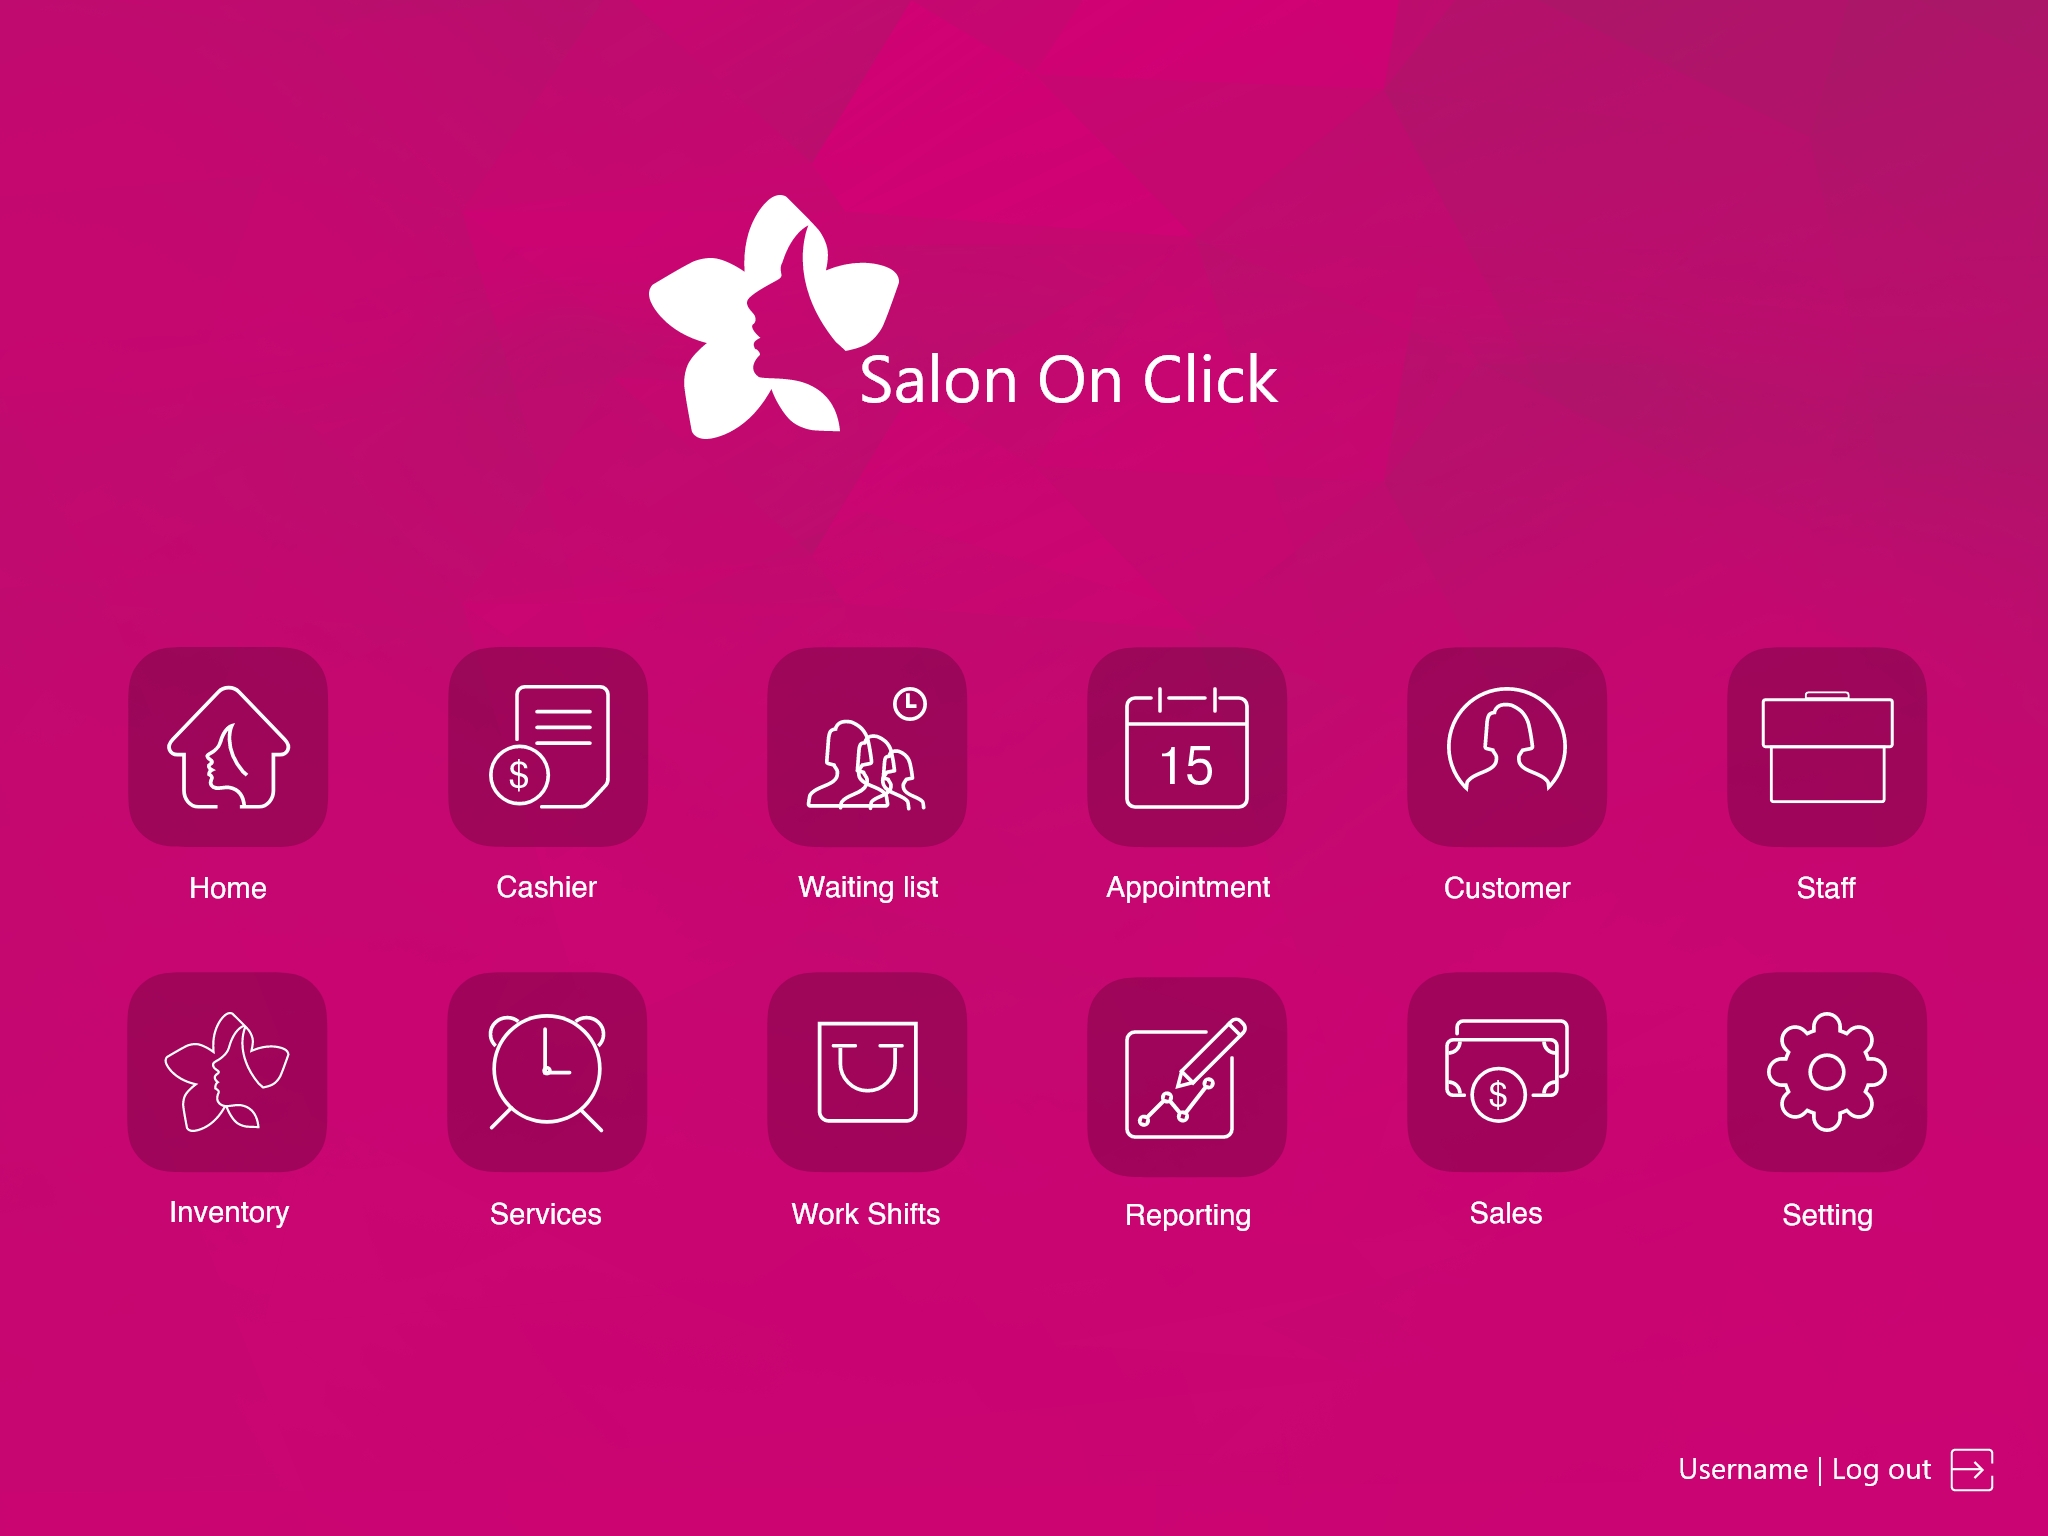 Salon On Click
$
15
Home
Cashier
Waiting list
Appointment
Customer
Staff
$
Inventory
Services
Work Shifts
Reporting
Sales
Setting
Username | Log out